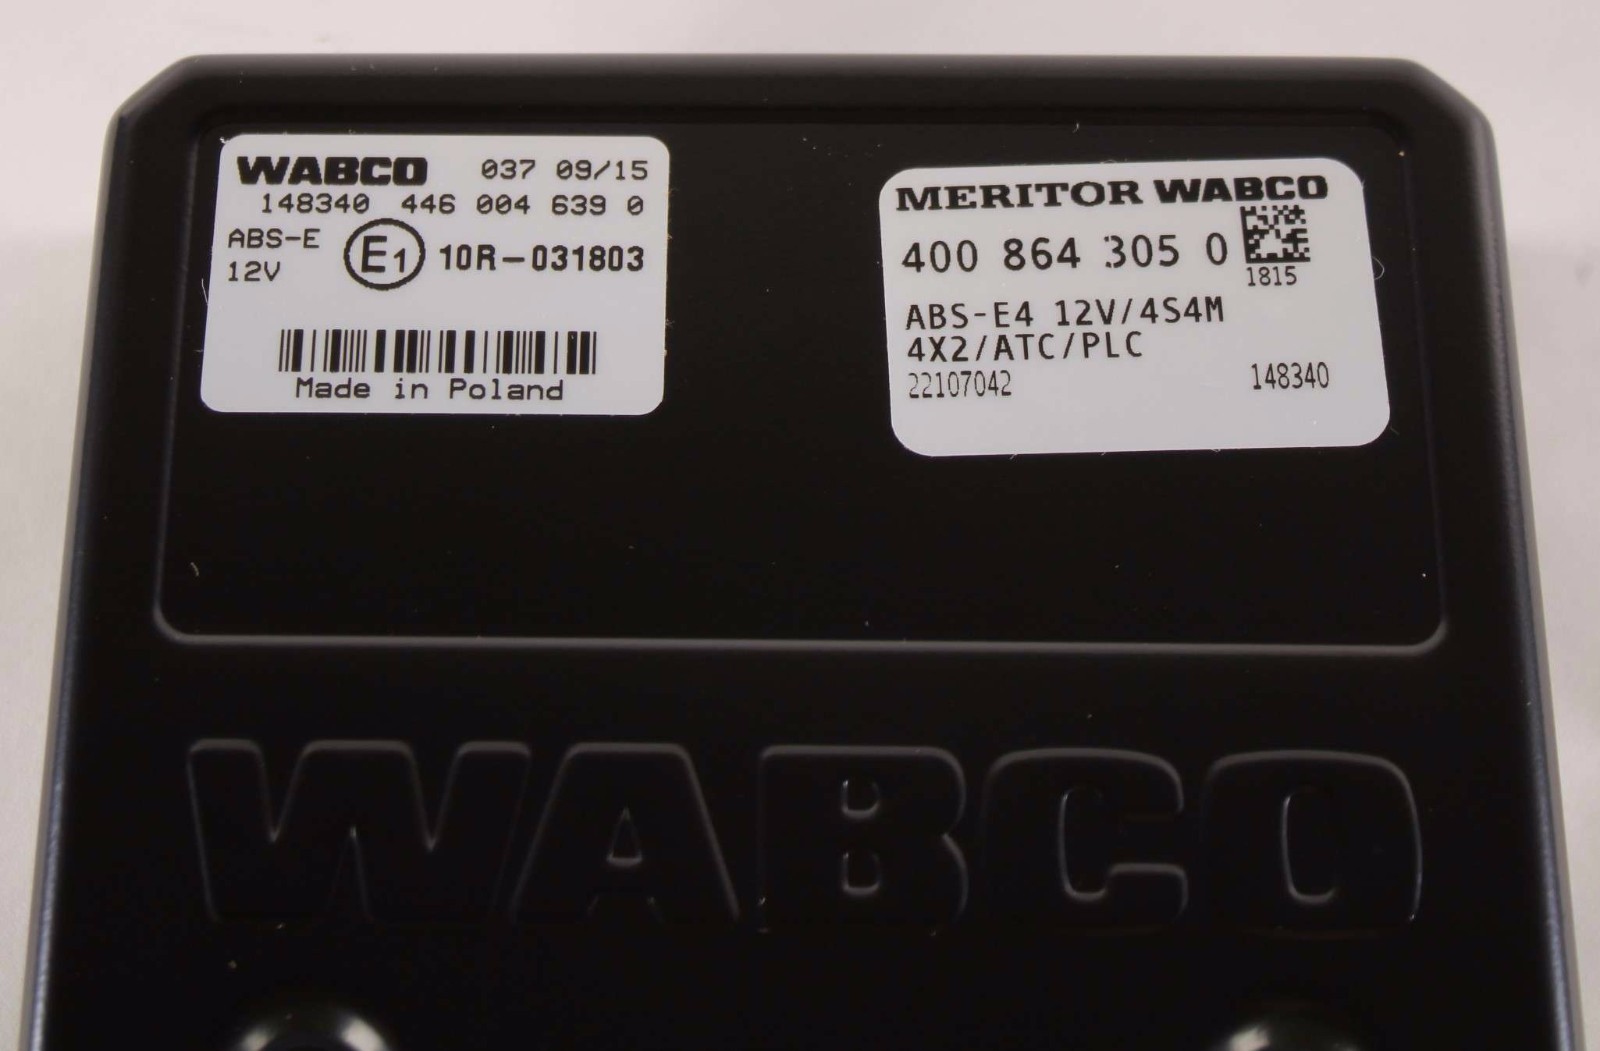 WABCO 037 09/15
148340 446 004 639 0
ABS-E
12V
E1 10R-031803
Made in Poland
MERITOR WABCO
400 864 305 0
1815
ABS-E4 12V/4S4M
4X2/ATC/PLC
22107042 148340
WABCO